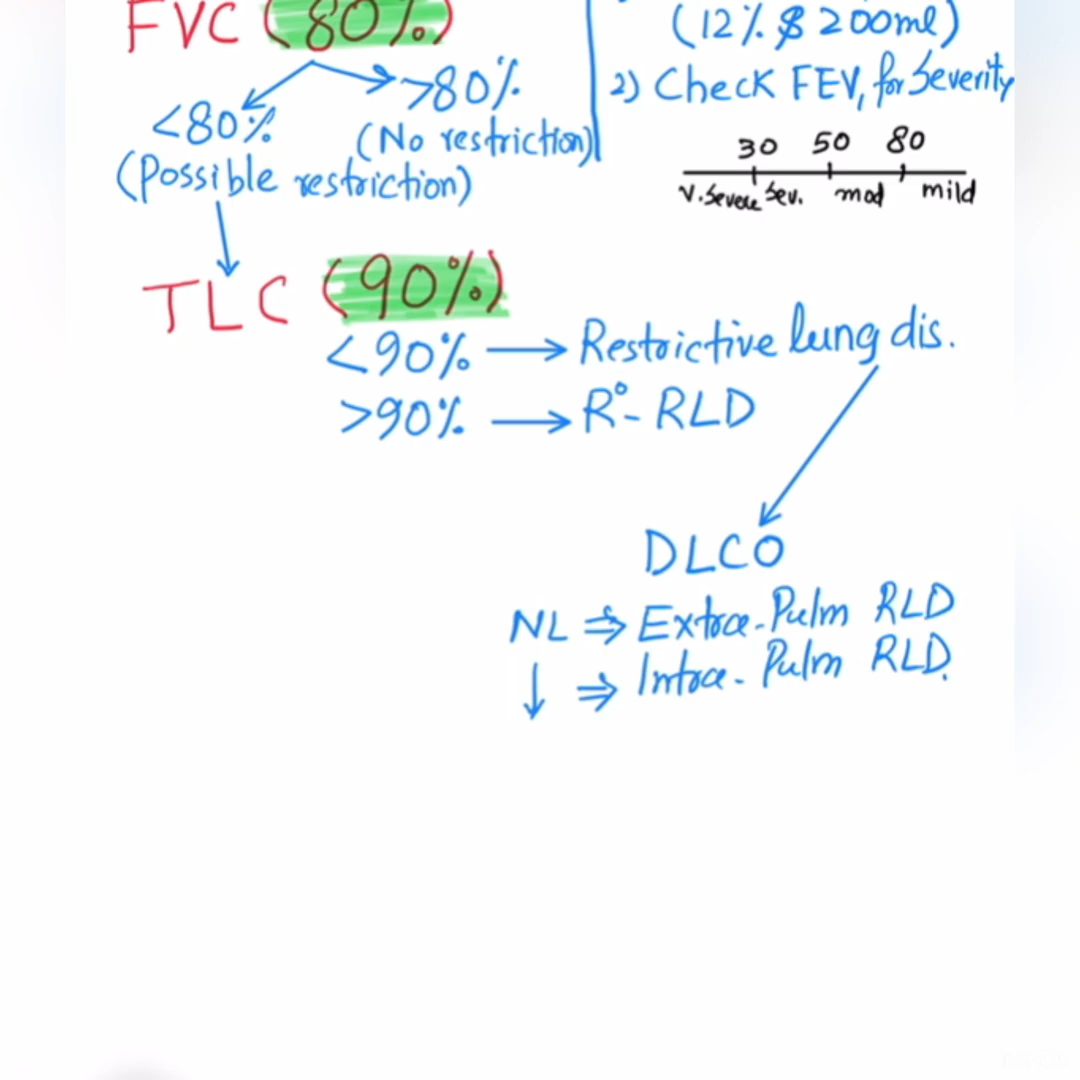 FVC (80%)
<80%
>80%
(No restriction)
(Possible restriction)
(12% & 200ml)
2) Check FEV, for Severity
30 50 80
V. Severe Sev. mod mild
TLC (90%)
<90% → Restrictive lung dis.
>90% → R°- RLD
DLCO
NL ⇒ Extra-Pulm RLD
↓ ⇒ Intra-Pulm RLD.